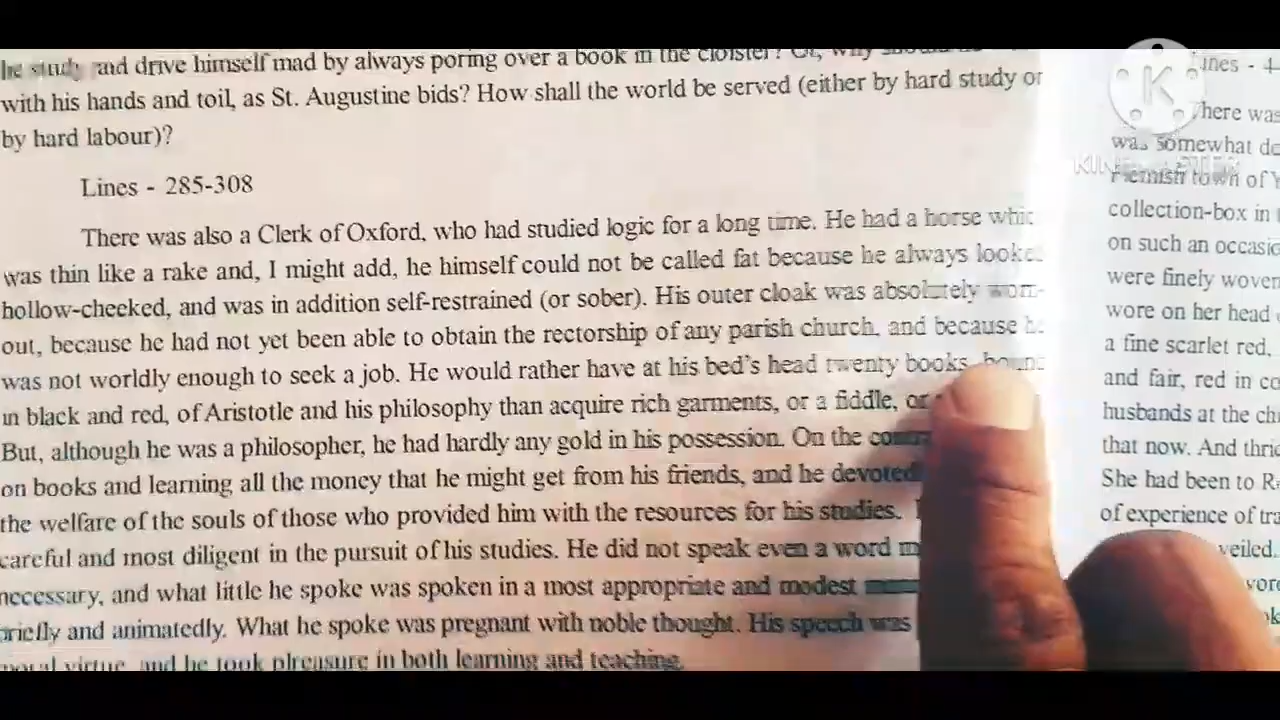 he study and drive himself mad by always poring over a book in the cloister? Or, why should he
with his hands and toil, as St. Augustine bids? How shall the world be served (either by hard study or
by hard labour)?
Lines - 285-308
There was also a Clerk of Oxford, who had studied logic for a long time. He had a horse whic
was thin like a rake and, I might add, he himself could not be called fat because he always looke
hollow-cheeked, and was in addition self-restrained (or sober). His outer cloak was absolutely worn-
out, because he had not yet been able to obtain the rectorship of any parish church, and because he
was not worldly enough to seek a job. He would rather have at his bed's head twenty books, bound
in black and red, of Aristotle and his philosophy than acquire rich garments, or a fiddle, or
But, although he was a philosopher, he had hardly any gold in his possession. On the
on books and learning all the money that he might get from his friends, and he devoted
the welfare of the souls of those who provided him with the resources for his studies.
careful and most diligent in the pursuit of his studies. He did not speak even a word
necessary, and what little he spoke was spoken in a most appropriate and modest
briefly and animatedly. What he spoke was pregnant with noble thought. His speech was
moral virtue, and he took pleasure in both learning and teaching.
Lines - 4
There was
was somewhat de
Flemish town of Y
collection-box in
on such an occasio
were finely woven
wore on her head
a fine scarlet red,
and fair, red in co
husbands at the ch
that now. And thric
She had been to R
of experience of tra
veiled.
K
KINEMASTER